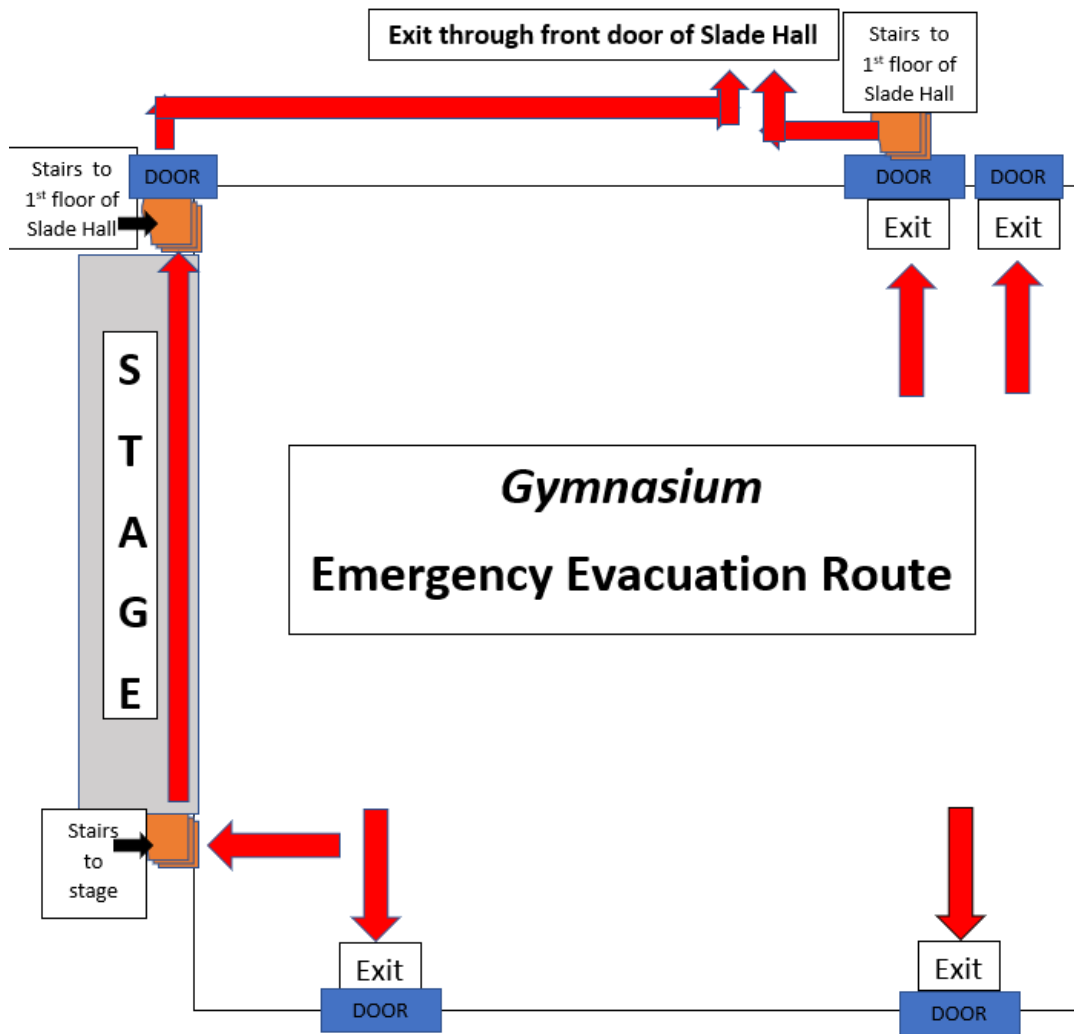 Exit through front door of Slade Hall
Stairs to
1st floor of
Slade Hall
Stairs to
1st floor of
Slade Hall
DOOR
DOOR
DOOR
Exit
Exit
S
T
A
G
E
Gymnasium
Emergency Evacuation Route
Stairs
to
stage
Exit
DOOR
Exit
DOOR